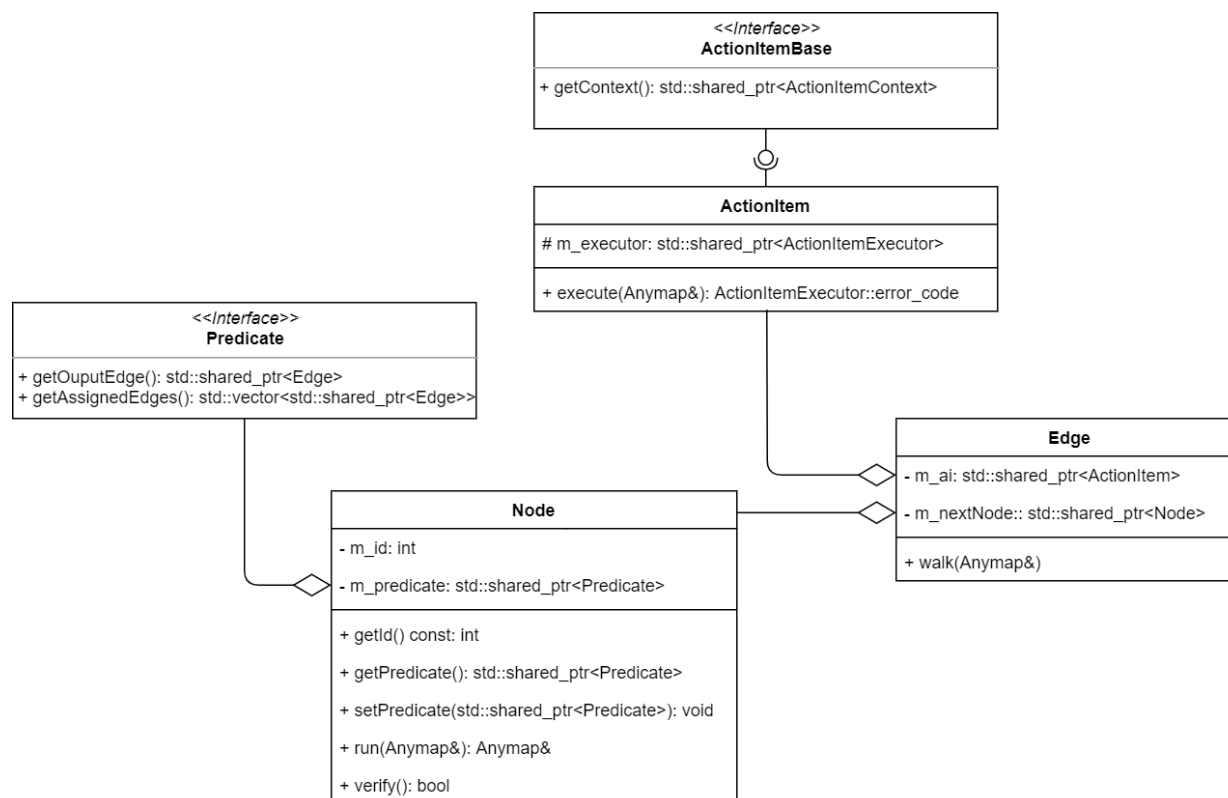 <<Interface>>
ActionItemBase
+ getContext(): std::shared_ptr<ActionItemContext>
ActionItem
# m_executor: std::shared_ptr<ActionItemExecutor>
+ execute(Anymap&): ActionItemExecutor::error_code
<<Interface>>
Predicate
+ getOuputEdge(): std::shared_ptr<Edge>
+ getAssignedEdges(): std::vector<std::shared_ptr<Edge>>
Edge
- m_ai: std::shared_ptr<ActionItem>
- m_nextNode:: std::shared_ptr<Node>
+ walk(Anymap&)
Node
- m_id: int
- m_predicate: std::shared_ptr<Predicate>
+ getId() const: int
+ getPredicate(): std::shared_ptr<Predicate>
+ setPredicate(std::shared_ptr<Predicate>): void
+ run(Anymap&): Anymap&
+ verify(): bool